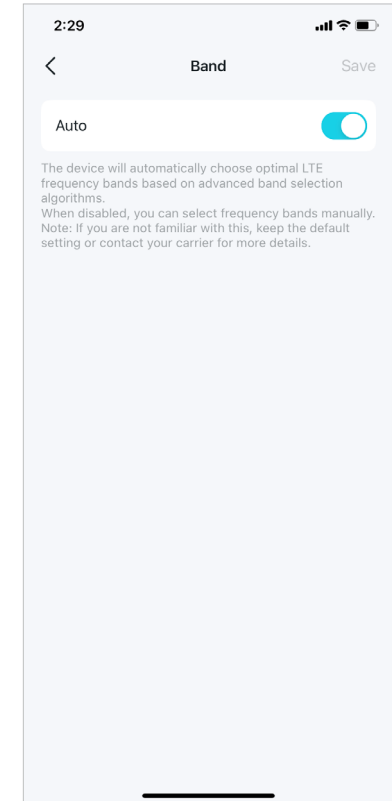 2:29
Band
Save
Auto
The device will automatically choose optimal LTE
frequency bands based on advanced band selection
algorithms.
When disabled, you can select frequency bands manually.
Note: If you are not familiar with this, keep the default
setting or contact your carrier for more details.